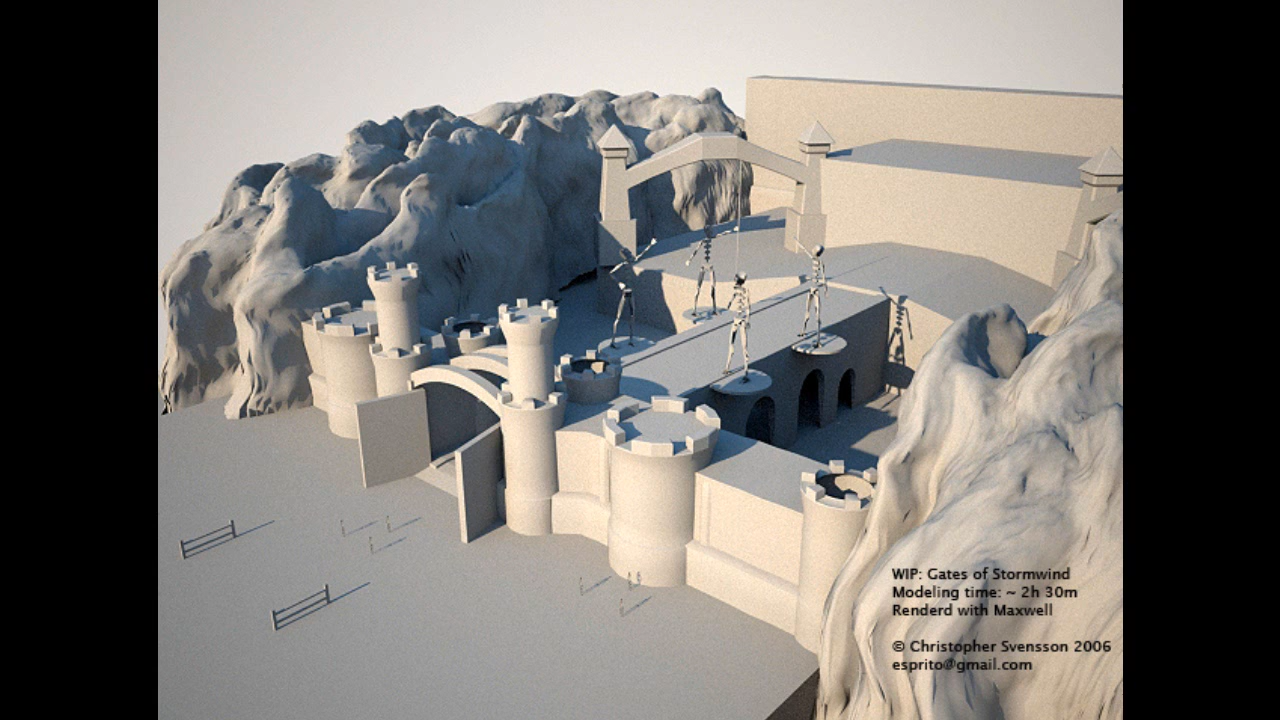 WIP: Gates of Stormwind
Modeling time: ~ 2h 30m
Renderd with Maxwell
© Christopher Svensson 2006
esprito@gmail.com